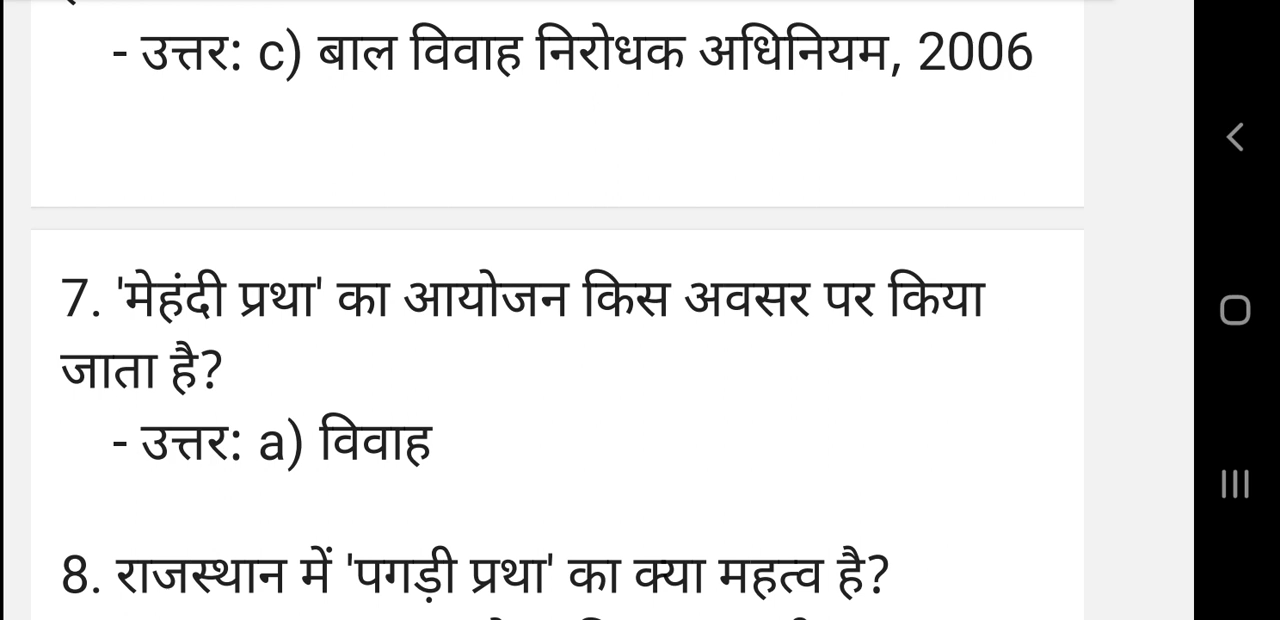 - उत्तर: c) बाल विवाह निरोधक अधिनियम, 2006
7. 'मेहंदी प्रथा' का आयोजन किस अवसर पर किया
जाता है?
- उत्तर: a) विवाह
8. राजस्थान में 'पगड़ी प्रथा' का क्या महत्व है?